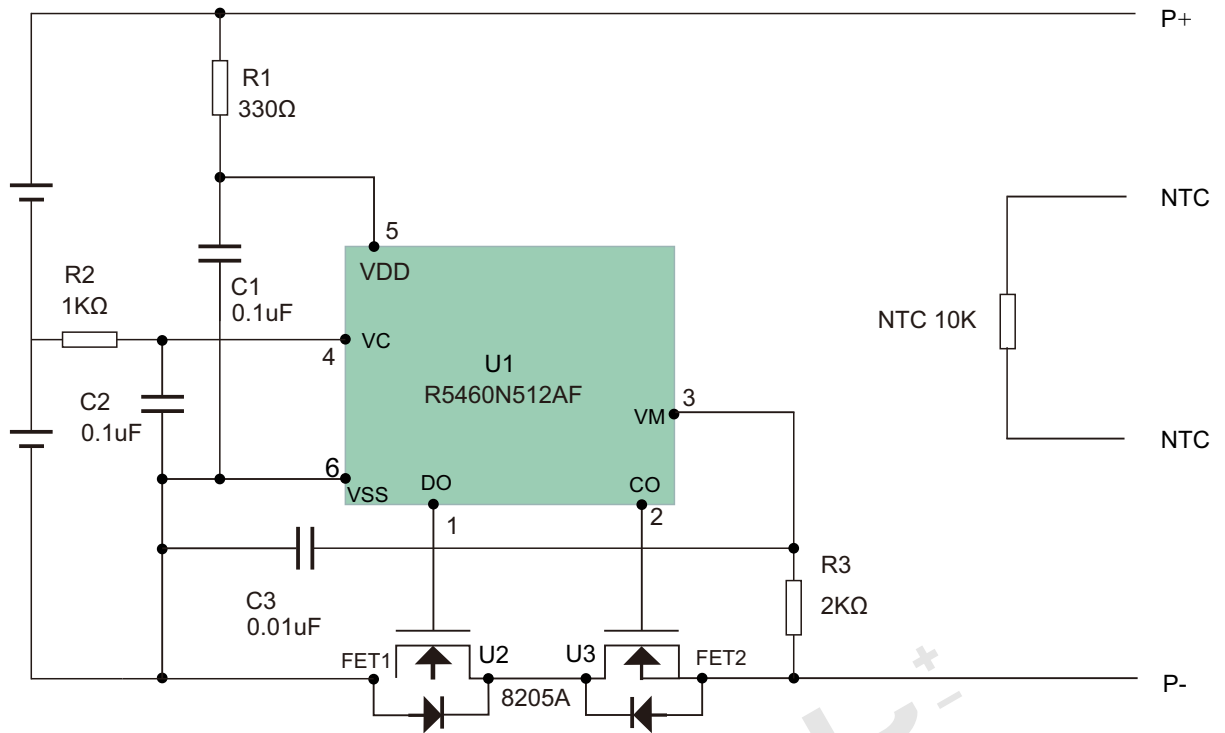 P+
R1
330Ω
NTC
5
VDD
R2
1KΩ
C1
0.1uF
NTC 10K
4
VC
U1
R5460N512AF
C2
0.1uF
3
VM
NTC
6
VSS
DO
CO
1
2
R3
2KΩ
C3
0.01uF
FET1
U2
U3
FET2
8205A
P-